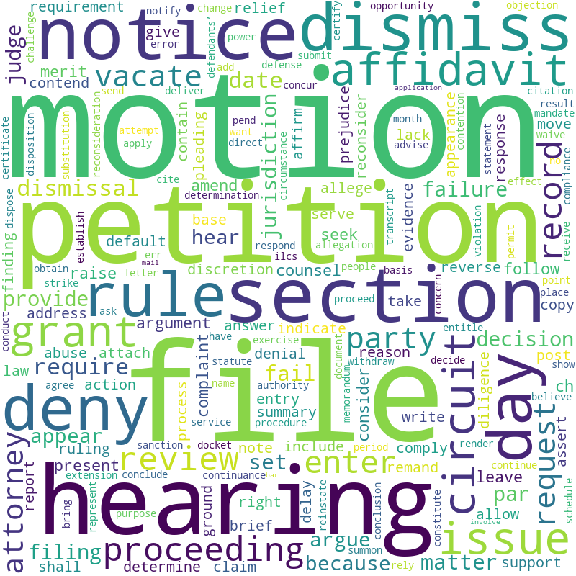 requirement
notify
change
relief
opportunity
objection
judge
challenge
notice
give
error
defendants'
power
submit
certify
dismiss
merit
contend
vacate
date
add
defense
affidavit
send
deliver
pend
concur
application
citation
result
motion
certificate
disposition
substitution
reconsideration
attempt
apply
contain
pleading
wait
direct
affirm
month
advise
contention
lack
prejudice
reconsider
appearance
statement
response
mandate
waive
move
compliance
cite
determination
jurisdiction
circumstance
effect
dismissal
amend
allege
evidence
failure
record
finding
dispose
petition
establish
base
serve
seek
transcript
violation
permit
receive
obtain
default
hear
respond
allegation
reverse
follow
strike
letter
mail
err
ilcs
people
basis
concern
point
provide
raise
discretion
counsel
proceed
take
entitle
place
copy
address
ask
rule
section
conduct
grant
argument
answer
exercise
indicate
party
decision
law
abuse
attach
denial
document
withdraw
reason
decide
post
show
require
action
statute
fail
memorandum
circuit
diligence
believe
ch
agree
name
authority
process
complaint
entry
consider
day
deny
file
appear
sanction
service
docket
summary
procedure
period
write
request
assert
attorney
ruling
note
include
comply
render
report
present
extension
conclude
continuance
review
set
enter
remand
continue
leave
schedule
bring
represent
purpose
hearing
right
delay
reinstate
conclusion
argue
constitute
par
issue
allow
filing
proceeding
ground
brief
summon
because
matter
involve
support
shall
determine
claim
rely